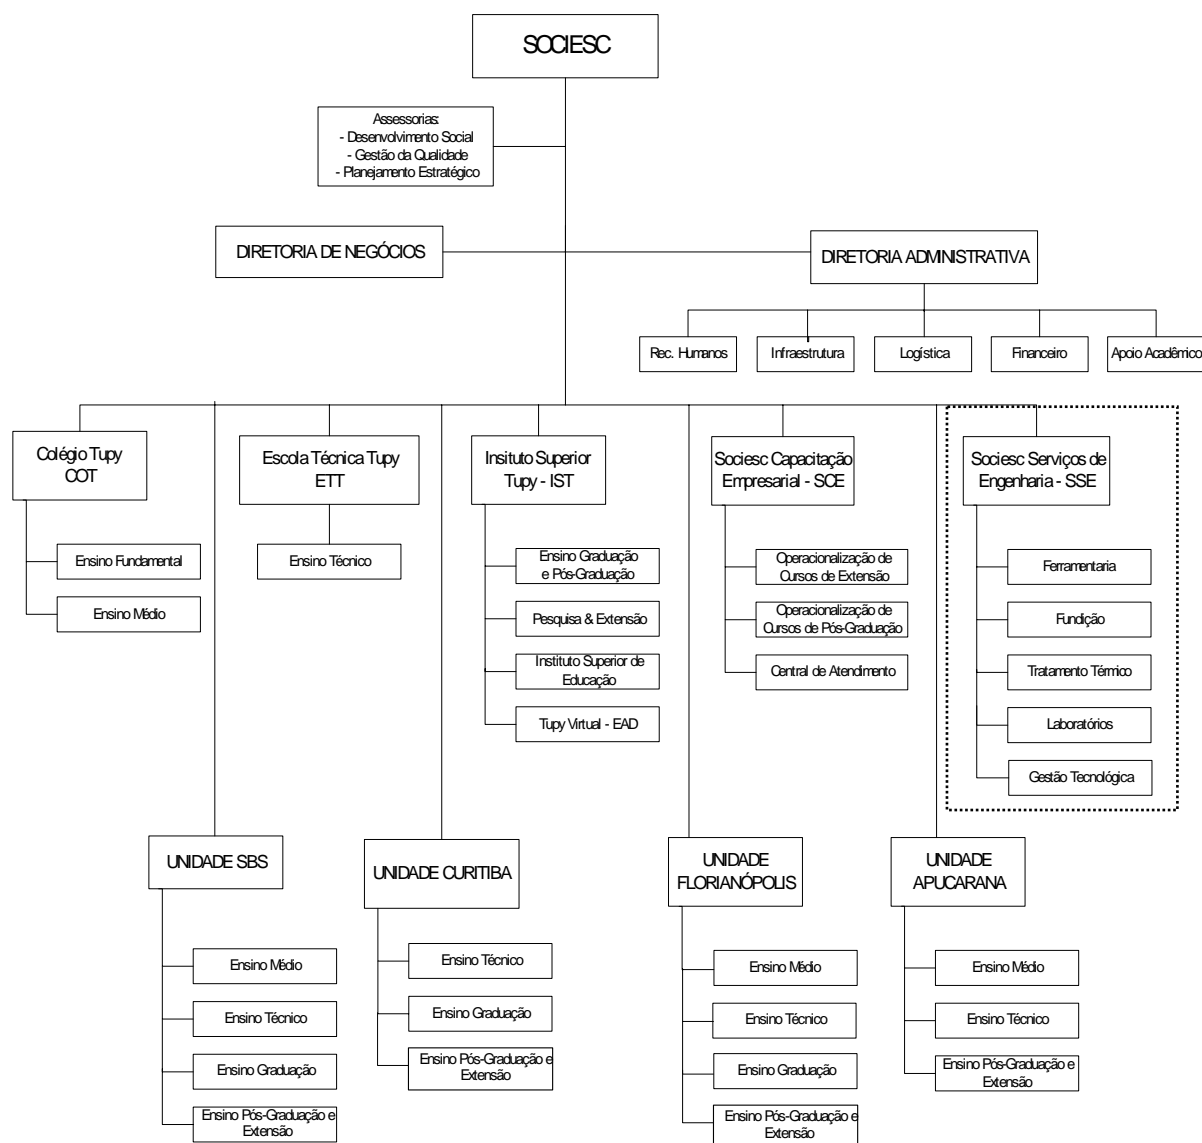 SOCIESC
Assessorias:
- Desenvolvimento Social
- Gestão da Qualidade
- Planejamento Estratégico
DIRETORIA DE NEGÓCIOS
DIRETORIA ADMINISTRATIVA
Rec. Humanos
Infraestrutura
Logística
Financeiro
Apoio Acadêmico
Colégio Tupy
COT
Ensino Fundamental
Ensino Médio
Escola Técnica Tupy
ETT
Ensino Técnico
Insituto Superior
Tupy - IST
Ensino Graduação
e Pós-Graduação
Pesquisa & Extensão
Instituto Superior de
Educação
Tupy Virtual - EAD
Sociesc Capacitação
Empresarial - SCE
Operacionalização de
Cursos de Extensão
Operacionalização de
Cursos de Pós-Graduação
Central de Atendimento
Sociesc Serviços de
Engenharia - SSE
Ferramentaria
Fundição
Tratamento Térmico
Laboratórios
Gestão Tecnológica
UNIDADE SBS
Ensino Médio
Ensino Técnico
Ensino Graduação
Ensino Pós-Graduação e
Extensão
UNIDADE CURITIBA
Ensino Técnico
Ensino Graduação
Ensino Pós-Graduação e
Extensão
UNIDADE
FLORIANÓPOLIS
Ensino Médio
Ensino Técnico
Ensino Graduação
Ensino Pós-Graduação e
Extensão
UNIDADE
APUCARANA
Ensino Médio
Ensino Técnico
Ensino Pós-Graduação e
Extensão